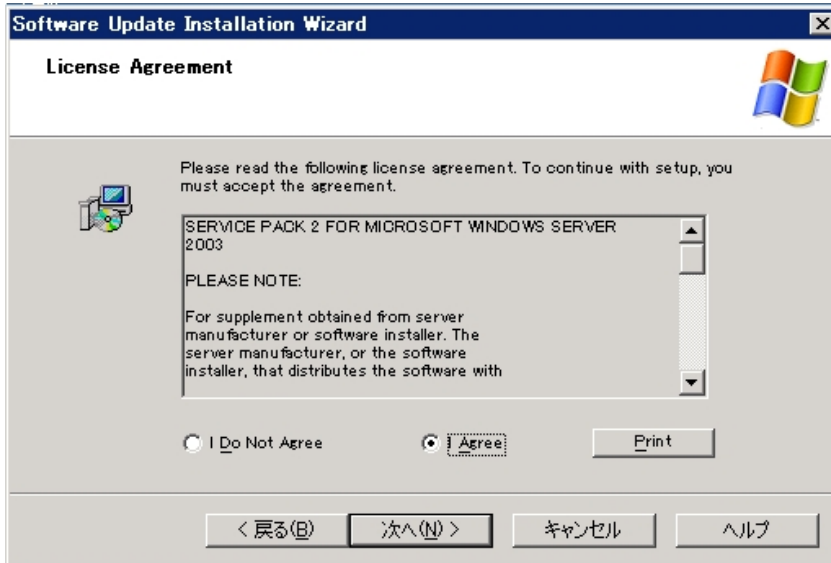 Software Update Installation Wizard
License Agreement
Please read the following license agreement. To continue with setup, you
must accept the agreement.
SERVICE PACK 2 FOR MICROSOFT WINDOWS SERVER
2003
PLEASE NOTE:
For supplement obtained from server
manufacturer or software installer. The
server manufacturer, or the software
installer, that distributes the software with
I Do Not Agree
I Agree
Print
< 戻る(B)
次へ(N) >
キャンセル
ヘルプ